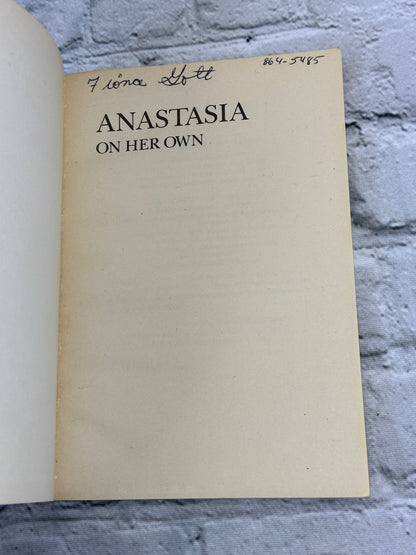 Fiona Gott 864-5485
ANASTASIA
ON HER OWN